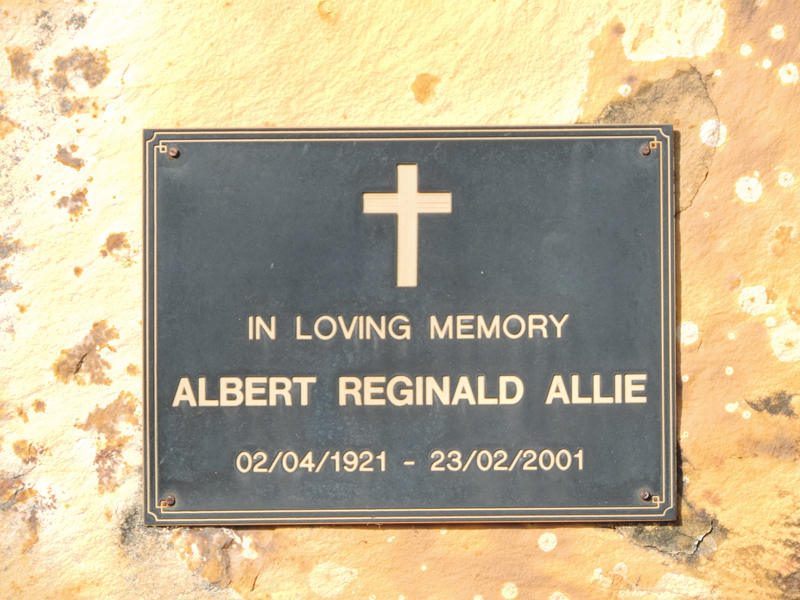 IN LOVING MEMORY
ALBERT REGINALD ALLIE
02/04/1921 - 23/02/2001